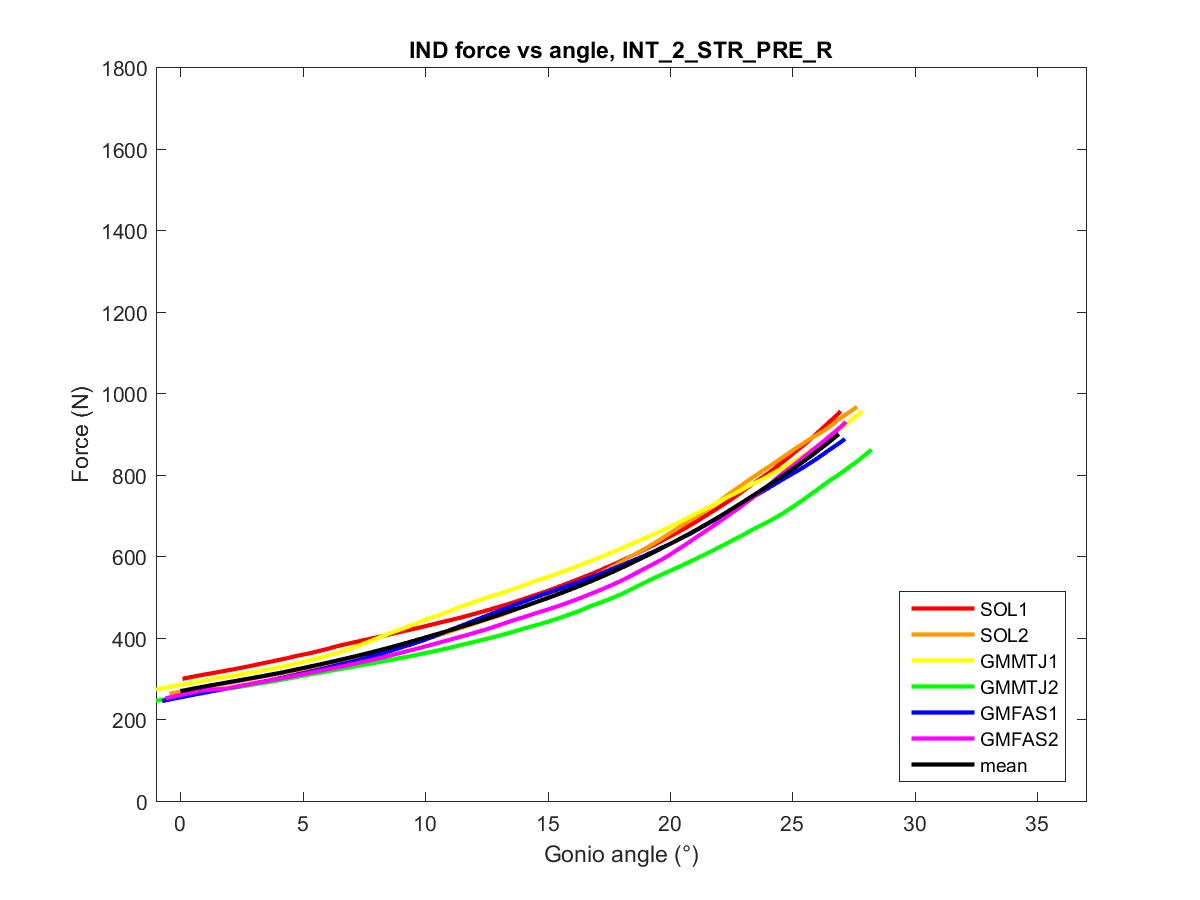 IND force vs angle, INT_2_STR_PRE_R
1800
1600
1400
1200
1000
800
600
400
200
0
Force (N)
0 5 10 15 20 25 30 35
Gonio angle (°)
SOL1
SOL2
GMMTJ1
GMMTJ2
GMFAS1
GMFAS2
mean